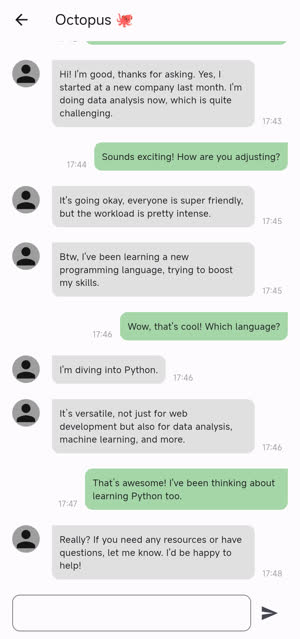 Octopus 🐙
Hi! I'm good, thanks for asking. Yes, I
started at a new company last month. I'm
doing data analysis now, which is quite
challenging.
17:43
Sounds exciting! How are you adjusting?
17:44
It's going okay, everyone is super friendly,
but the workload is pretty intense.
17:45
Btw, I've been learning a new
programming language, trying to boost
my skills.
17:45
Wow, that's cool! Which language?
17:46
I'm diving into Python.
17:46
It's versatile, not just for web
development but also for data analysis,
machine learning, and more.
17:46
That's awesome! I've been thinking about
learning Python too.
17:47
Really? If you need any resources or have
questions, let me know. I'd be happy to
help!
17:48